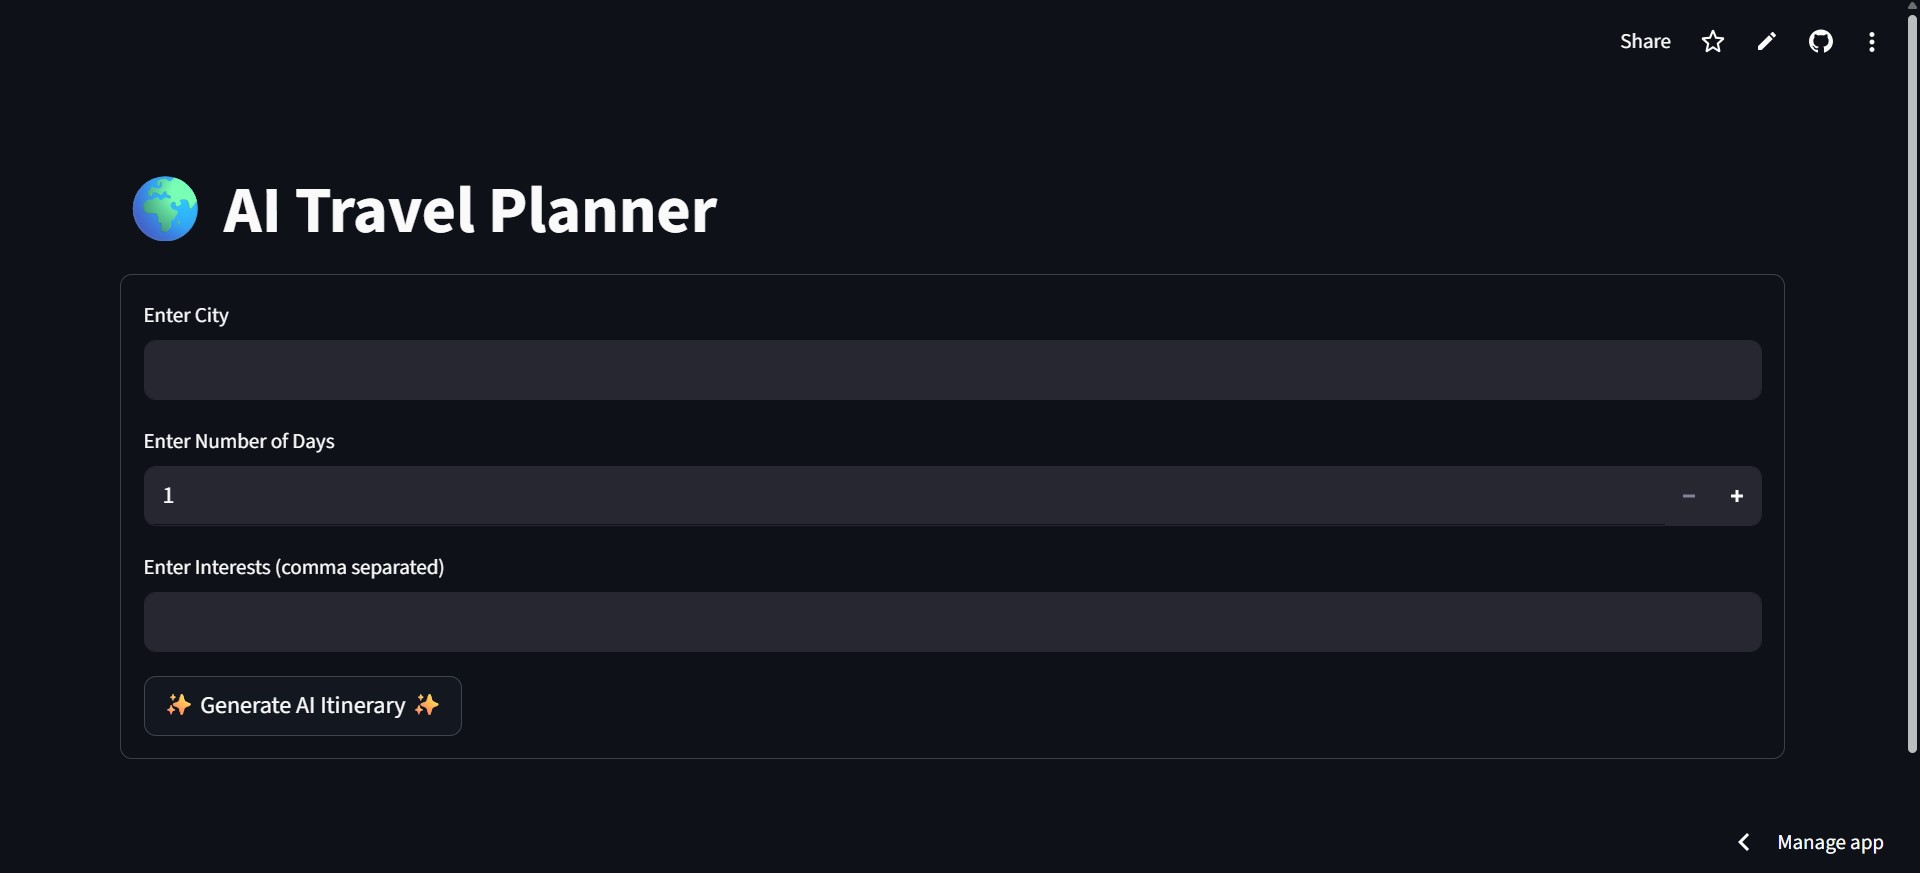 Share
AI Travel Planner
Enter City
Enter Number of Days
1
Enter Interests (comma separated)
✨ Generate AI Itinerary ✨
Manage app